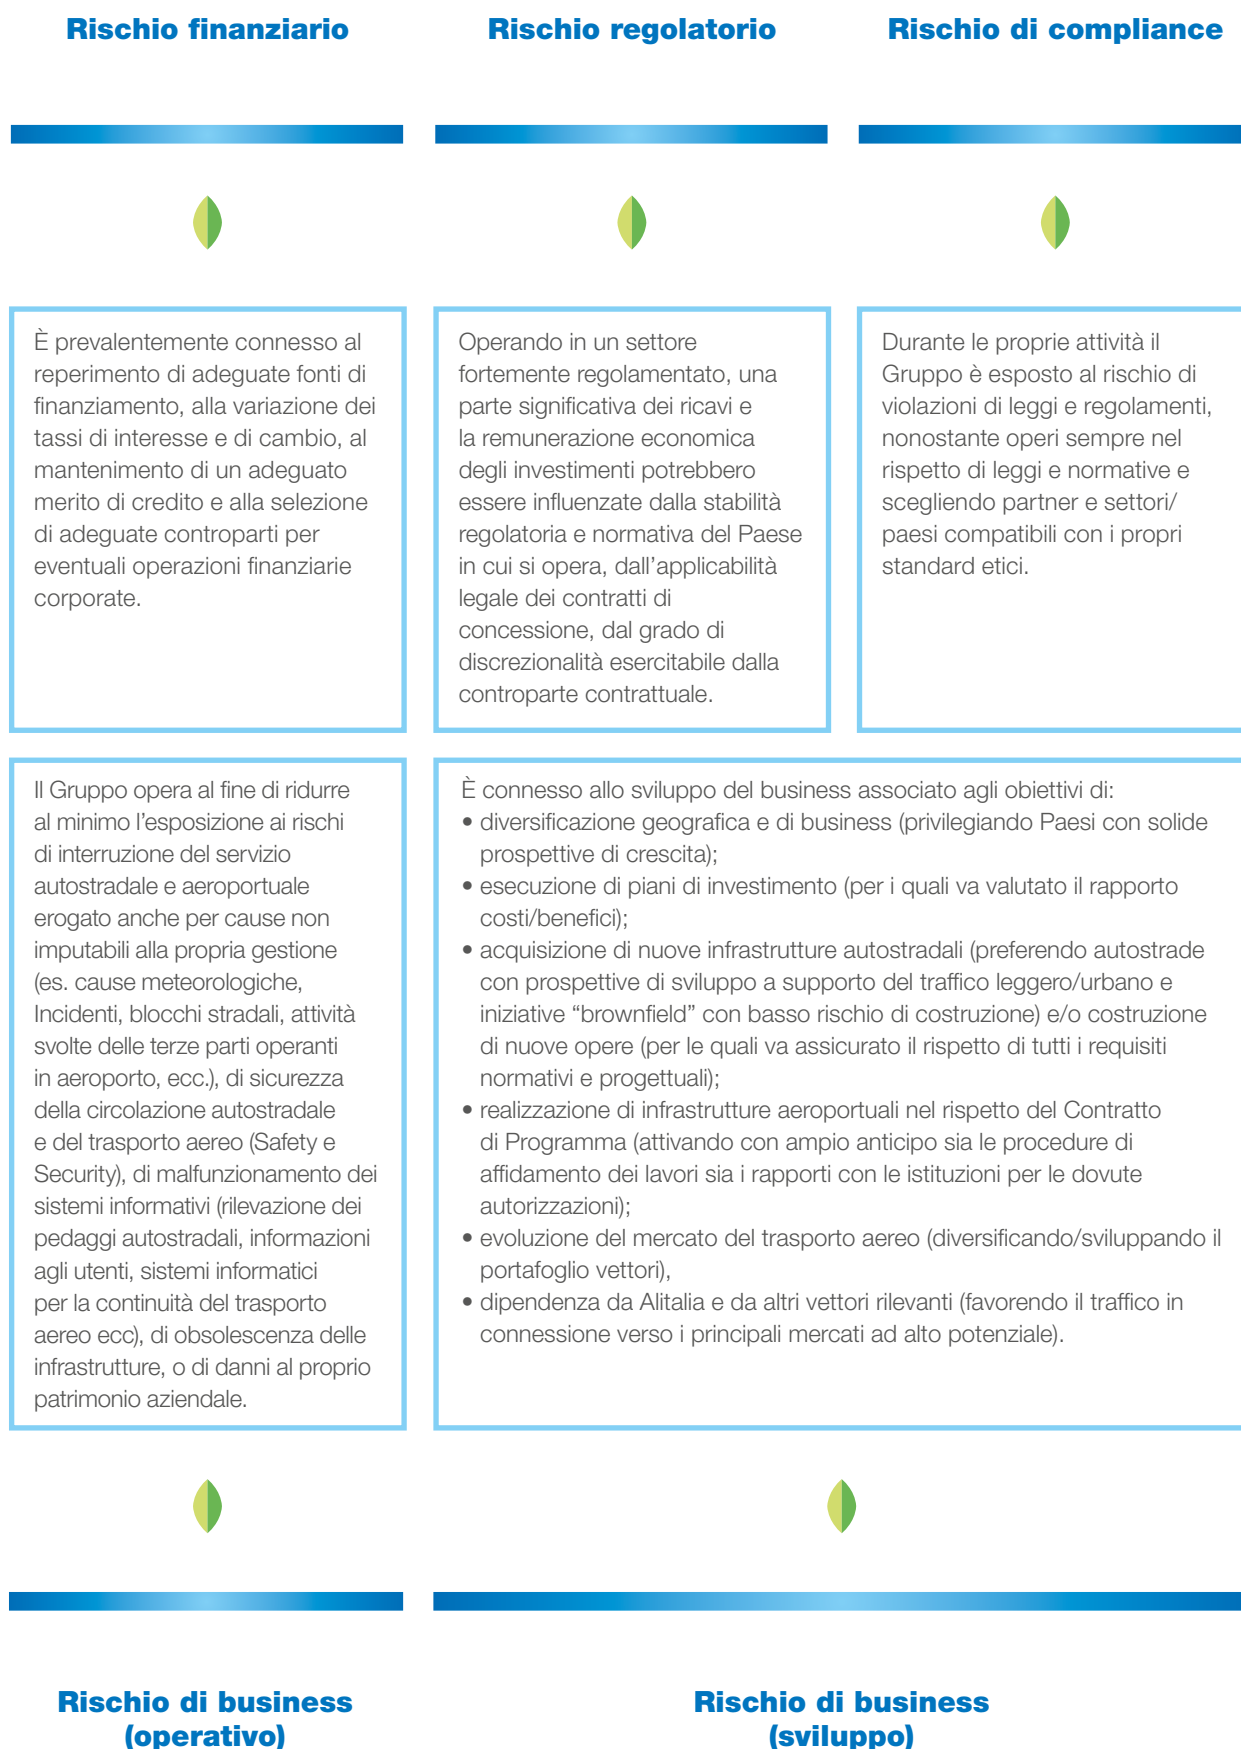 Rischio finanziario
È prevalentemente connesso al
reperimento di adeguate fonti di
finanziamento, alla variazione dei
tassi di interesse e di cambio, al
mantenimento di un adeguato
merito di credito e alla selezione
di adeguate controparti per
eventuali operazioni finanziarie
corporate.
Rischio regolatorio
Operando in un settore
fortemente regolamentato, una
parte significativa dei ricavi e
la remunerazione economica
degli investimenti potrebbero
essere influenzate dalla stabilità
regolatoria e normativa del Paese
in cui si opera, dall’applicabilità
legale dei contratti di
concessione, dal grado di
discrezionalità esercitabile dalla
controparte contrattuale.
Rischio di compliance
Durante le proprie attività il
Gruppo è esposto al rischio di
violazioni di leggi e regolamenti,
nonostante operi sempre nel
rispetto di leggi e normative e
scegliendo partner e settori/
paesi compatibili con i propri
standard etici.
Il Gruppo opera al fine di ridurre
al minimo l’esposizione ai rischi
di interruzione del servizio
autostradale e aeroportuale
erogato anche per cause non
imputabili alla propria gestione
(es. cause meteorologiche,
Incidenti, blocchi stradali, attività
svolte delle terze parti operanti
in aeroporto, ecc.), di sicurezza
della circolazione autostradale
e del trasporto aereo (Safety e
Security), di malfunzionamento dei
sistemi informativi (rilevazione dei
pedaggi autostradali, informazioni
agli utenti, sistemi informatici
per la continuità del trasporto
aereo ecc), di obsolescenza delle
infrastrutture, o di danni al proprio
patrimonio aziendale.
Rischio di business
(operativo)
È connesso allo sviluppo del business associato agli obiettivi di:
• diversificazione geografica e di business (privilegiando Paesi con solide
prospettive di crescita);
• esecuzione di piani di investimento (per i quali va valutato il rapporto
costi/benefici);
• acquisizione di nuove infrastrutture autostradali (preferendo autostrade
con prospettive di sviluppo a supporto del traffico leggero/urbano e
iniziative “brownfield” con basso rischio di costruzione) e/o costruzione
di nuove opere (per le quali va assicurato il rispetto di tutti i requisiti
normativi e progettuali);
• realizzazione di infrastrutture aeroportuali nel rispetto del Contratto
di Programma (attivando con ampio anticipo sia le procedure di
affidamento dei lavori sia i rapporti con le istituzioni per le dovute
autorizzazioni);
• evoluzione del mercato del trasporto aereo (diversificando/sviluppando il
portafoglio vettori),
• dipendenza da Alitalia e da altri vettori rilevanti (favorendo il traffico in
connessione verso i principali mercati ad alto potenziale).
Rischio di business
(sviluppo)